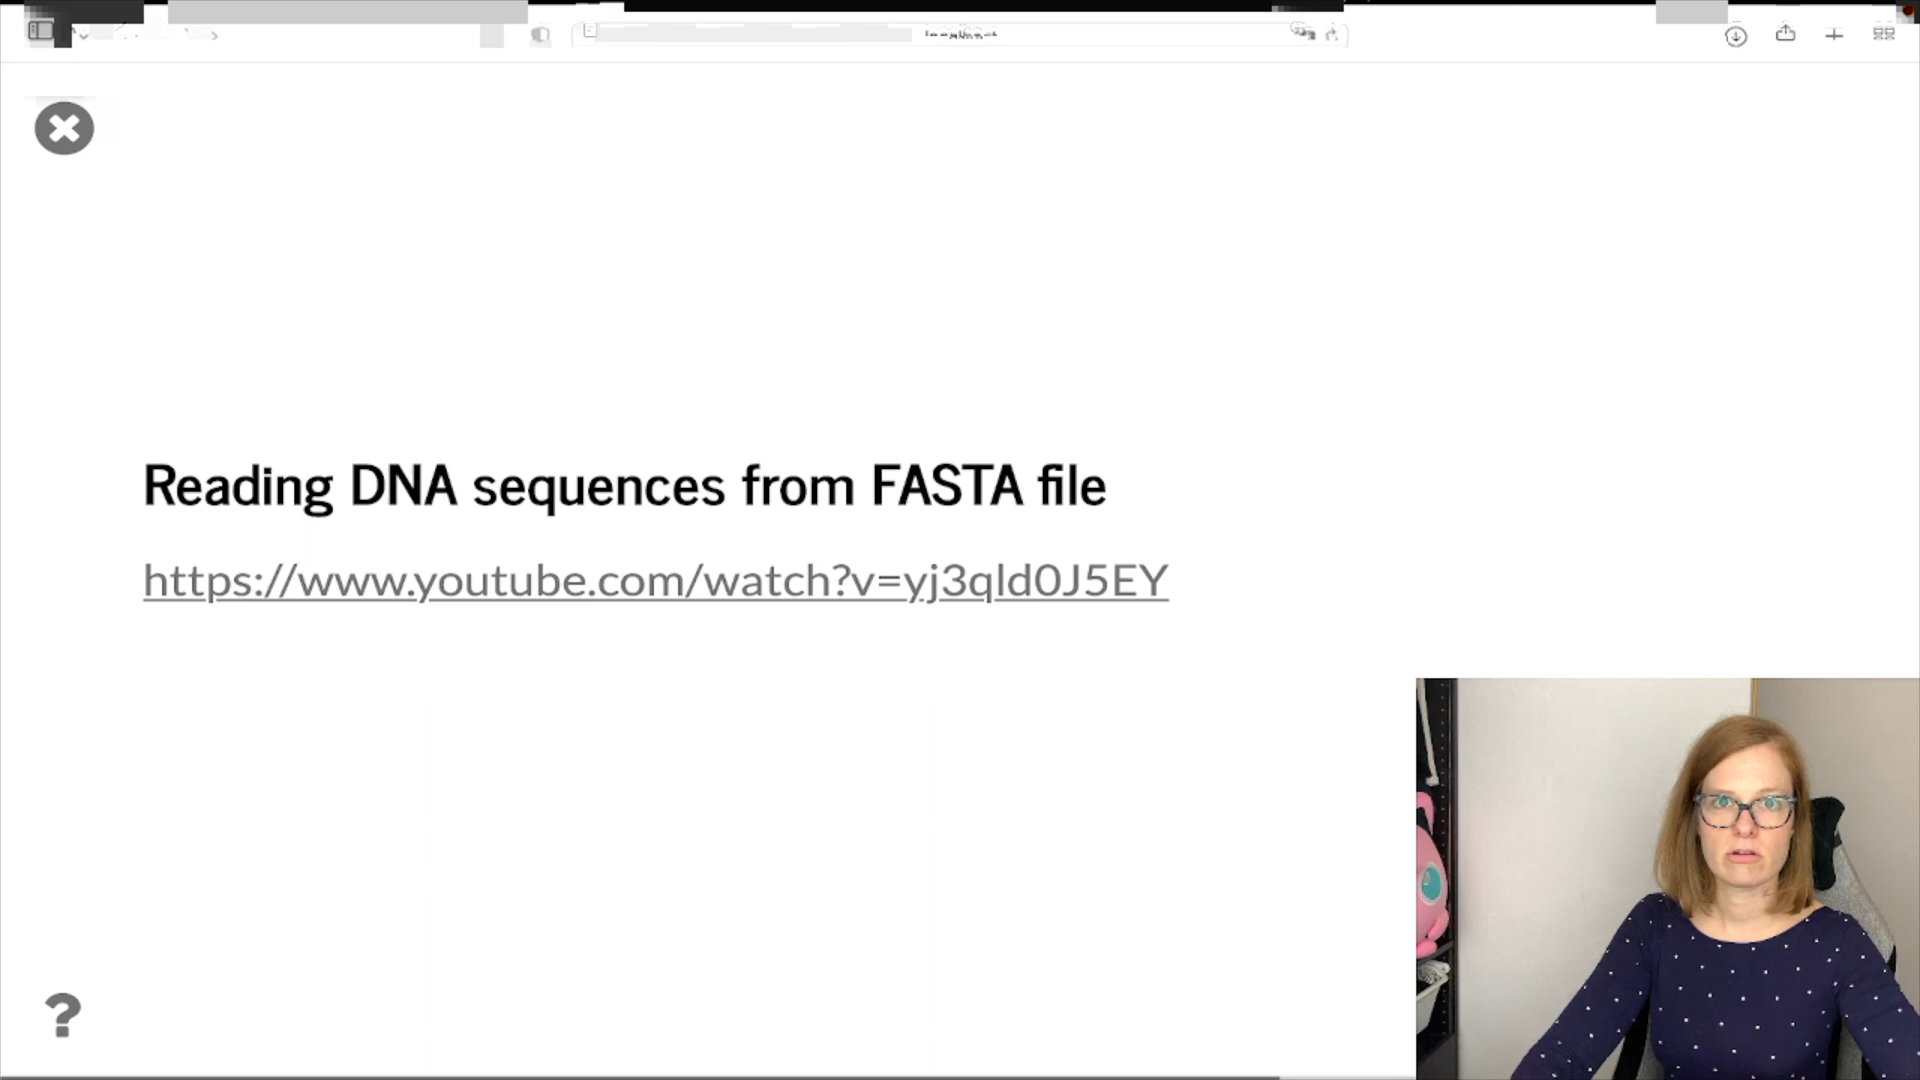 Reading DNA sequences from FASTA file
https://www.youtube.com/watch?v=yj3qld0J5EY
?